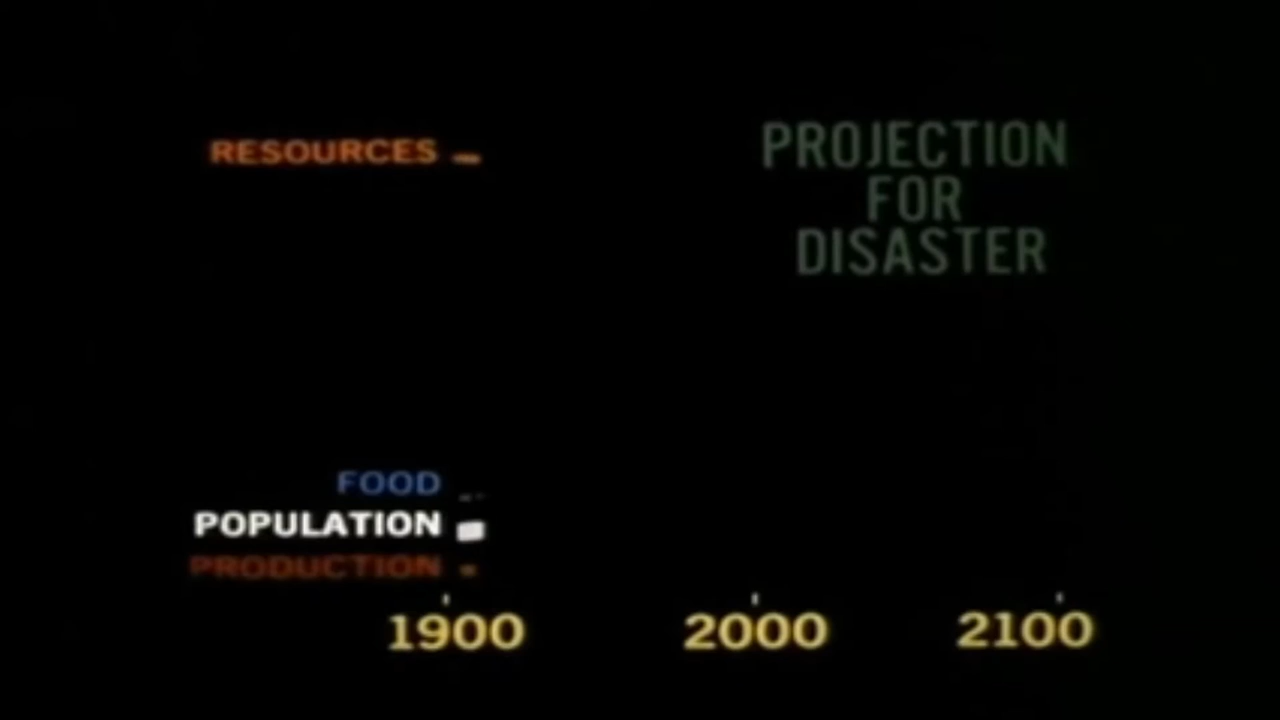 RESOURCES
PROJECTION
FOR
DISASTER
FOOD
POPULATION
PRODUCTION
1900 2000 2100